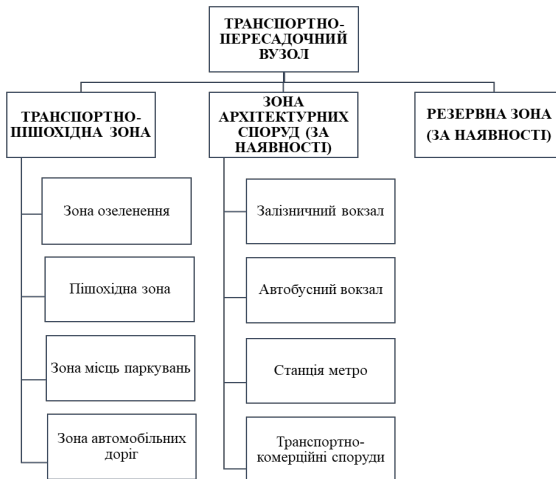 ТРАНСПОРТНО-
ПЕРЕСАДОЧНИЙ
ВУЗОЛ
ТРАНСПОРТНО-
ПІШОХІДНА ЗОНА
ЗОНА
АРХІТЕКТУРНИХ
СПОРУД (ЗА
НАЯВНОСТІ)
РЕЗЕРВНА ЗОНА
(ЗА НАЯВНОСТІ)
Зона озеленення
Пішохідна зона
Зона місць паркувань
Зона автомобільних
доріг
Залізничний вокзал
Автобусний вокзал
Станція метро
Транспортно-
комерційні споруди